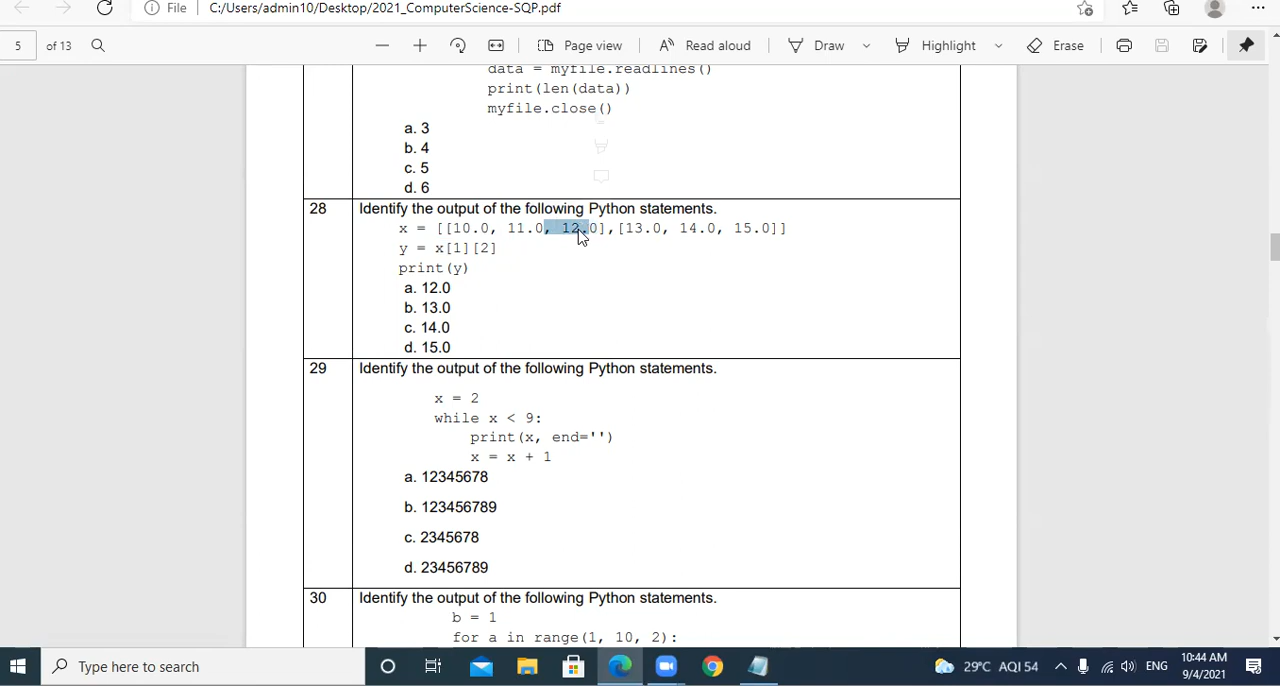 File C:/Users/admin10/Desktop/2021_ComputerScience-SQP.pdf
5 of 13 Page view Read aloud Draw Highlight Erase
data = myfile.readlines()
print(len(data))
myfile.close()
a. 3
b. 4
c. 5
d. 6
28 Identify the output of the following Python statements.
x = [[10.0, 11.0, 12.0],[13.0, 14.0, 15.0]]
y = x[1][2]
print(y)
a. 12.0
b. 13.0
c. 14.0
d. 15.0
29 Identify the output of the following Python statements.
x = 2
while x < 9:
print(x, end='')
x = x + 1
a. 12345678
b. 123456789
c. 2345678
d. 23456789
30 Identify the output of the following Python statements.
b = 1
for a in range(1, 10, 2):
Type here to search
29°C AQI 54
ENG
10:44 AM
9/4/2021